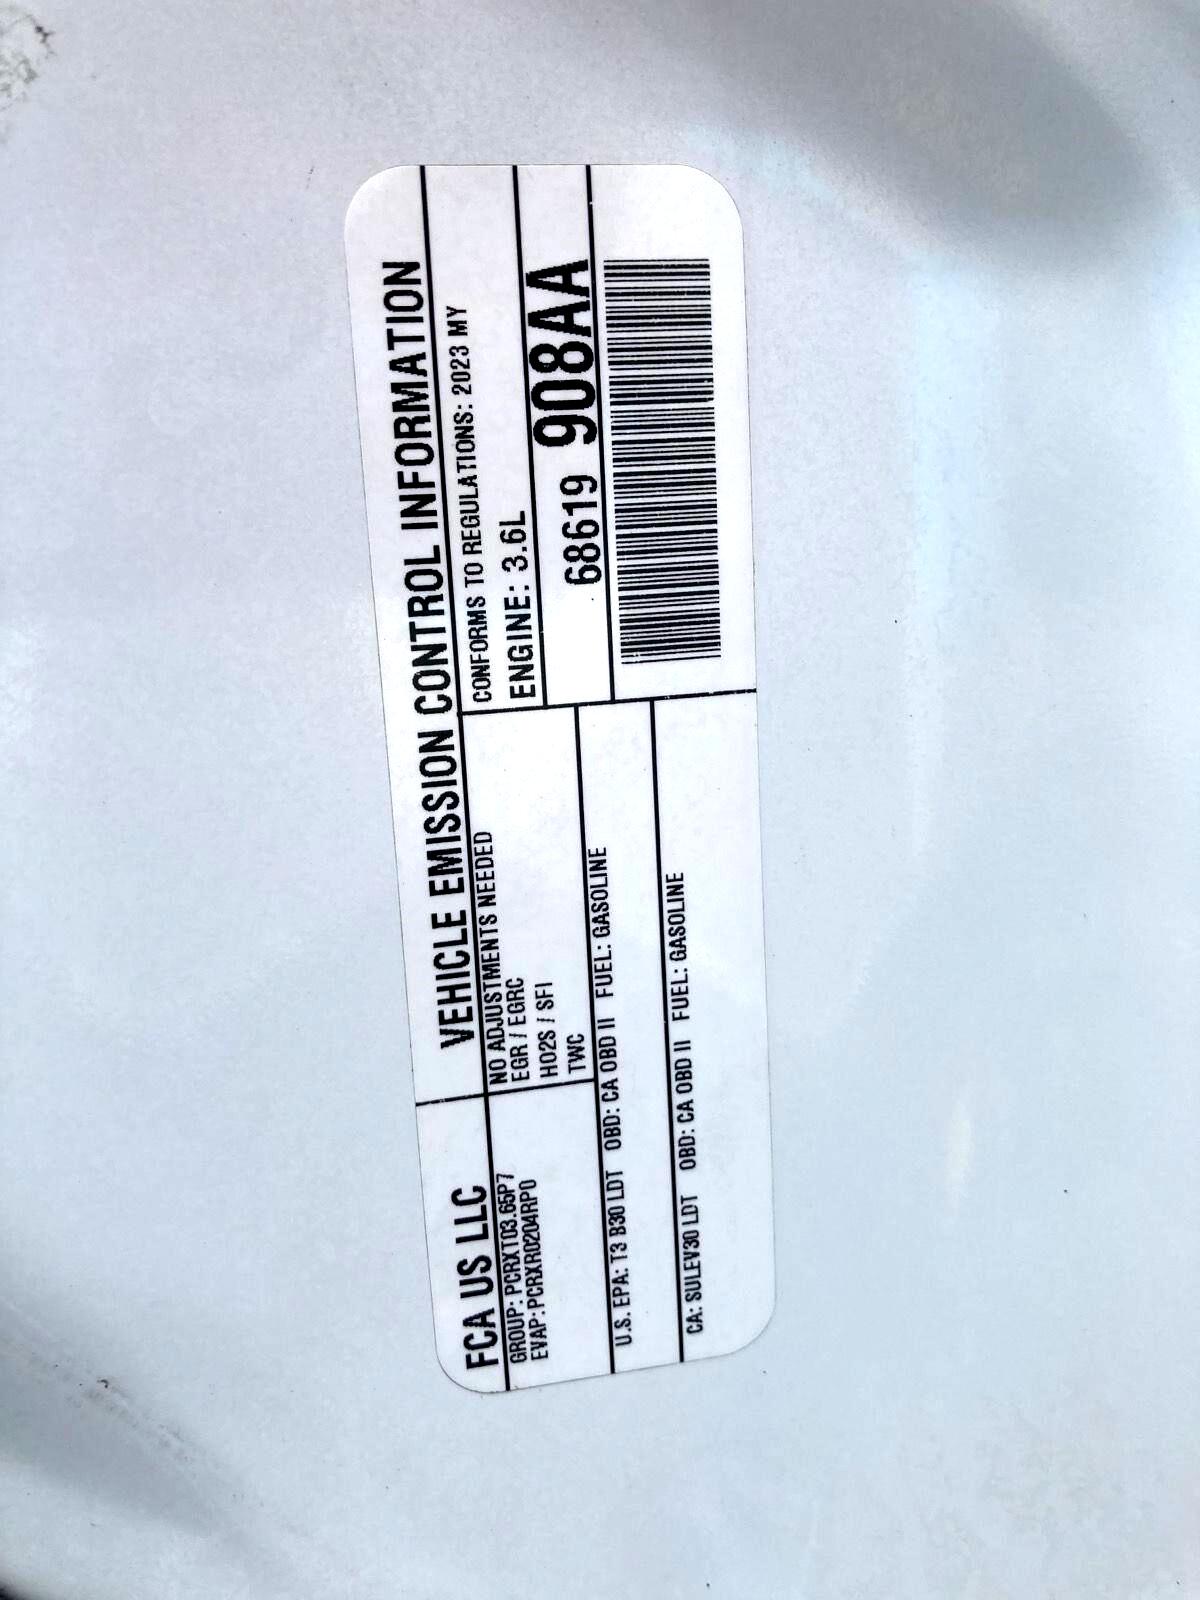 FCA US LLC
VEHICLE EMISSION CONTROL INFORMATION
GROUP: PCRXT03.65P7
EVAP: PCRXR0204RP0
NO ADJUSTMENTS NEEDED
EGR / EGRC
HO2S / SFI
TWC
CONFORMS TO REGULATIONS: 2023 MY
ENGINE: 3.6L
68619 908AA
U.S. EPA: T3 B30 LDT OBD: CA OBD II FUEL: GASOLINE
CA: SULEV30 LDT OBD: CA OBD II FUEL: GASOLINE